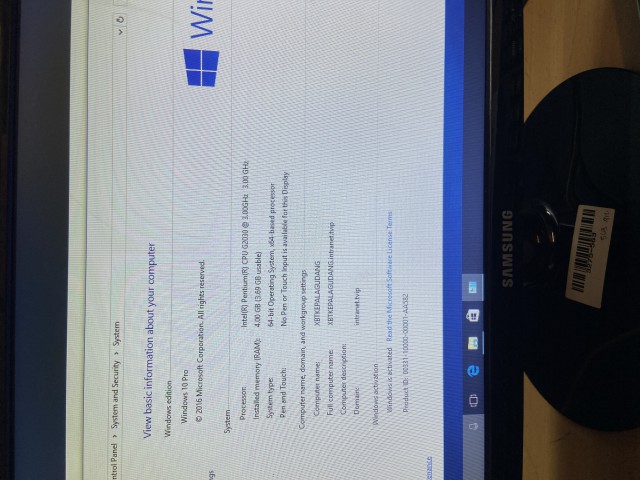 ntrol Panel > System and Security > System
View basic information about your computer
Windows edition
Windows 10 Pro
© 2016 Microsoft Corporation. All rights reserved.
Win
System
Processor: Intel(R) Pentium(R) CPU G2030 @ 3.00GHz 3.00 GHz
Installed memory (RAM): 4.00 GB (3.69 GB usable)
System type: 64-bit Operating System, x64-based processor
Pen and Touch: No Pen or Touch Input is available for this Display
Computer name, domain, and workgroup settings
Computer name: XBTKEPALAGUDANG
Full computer name: XBTKEPALAGUDANG.intranet.tvip
Computer description:
Domain: intranet.tvip
Windows activation
Windows is activated Read the Microsoft Software License Terms
Product ID: 00331-10000-00001-AA562
ngs
SAMSUNG